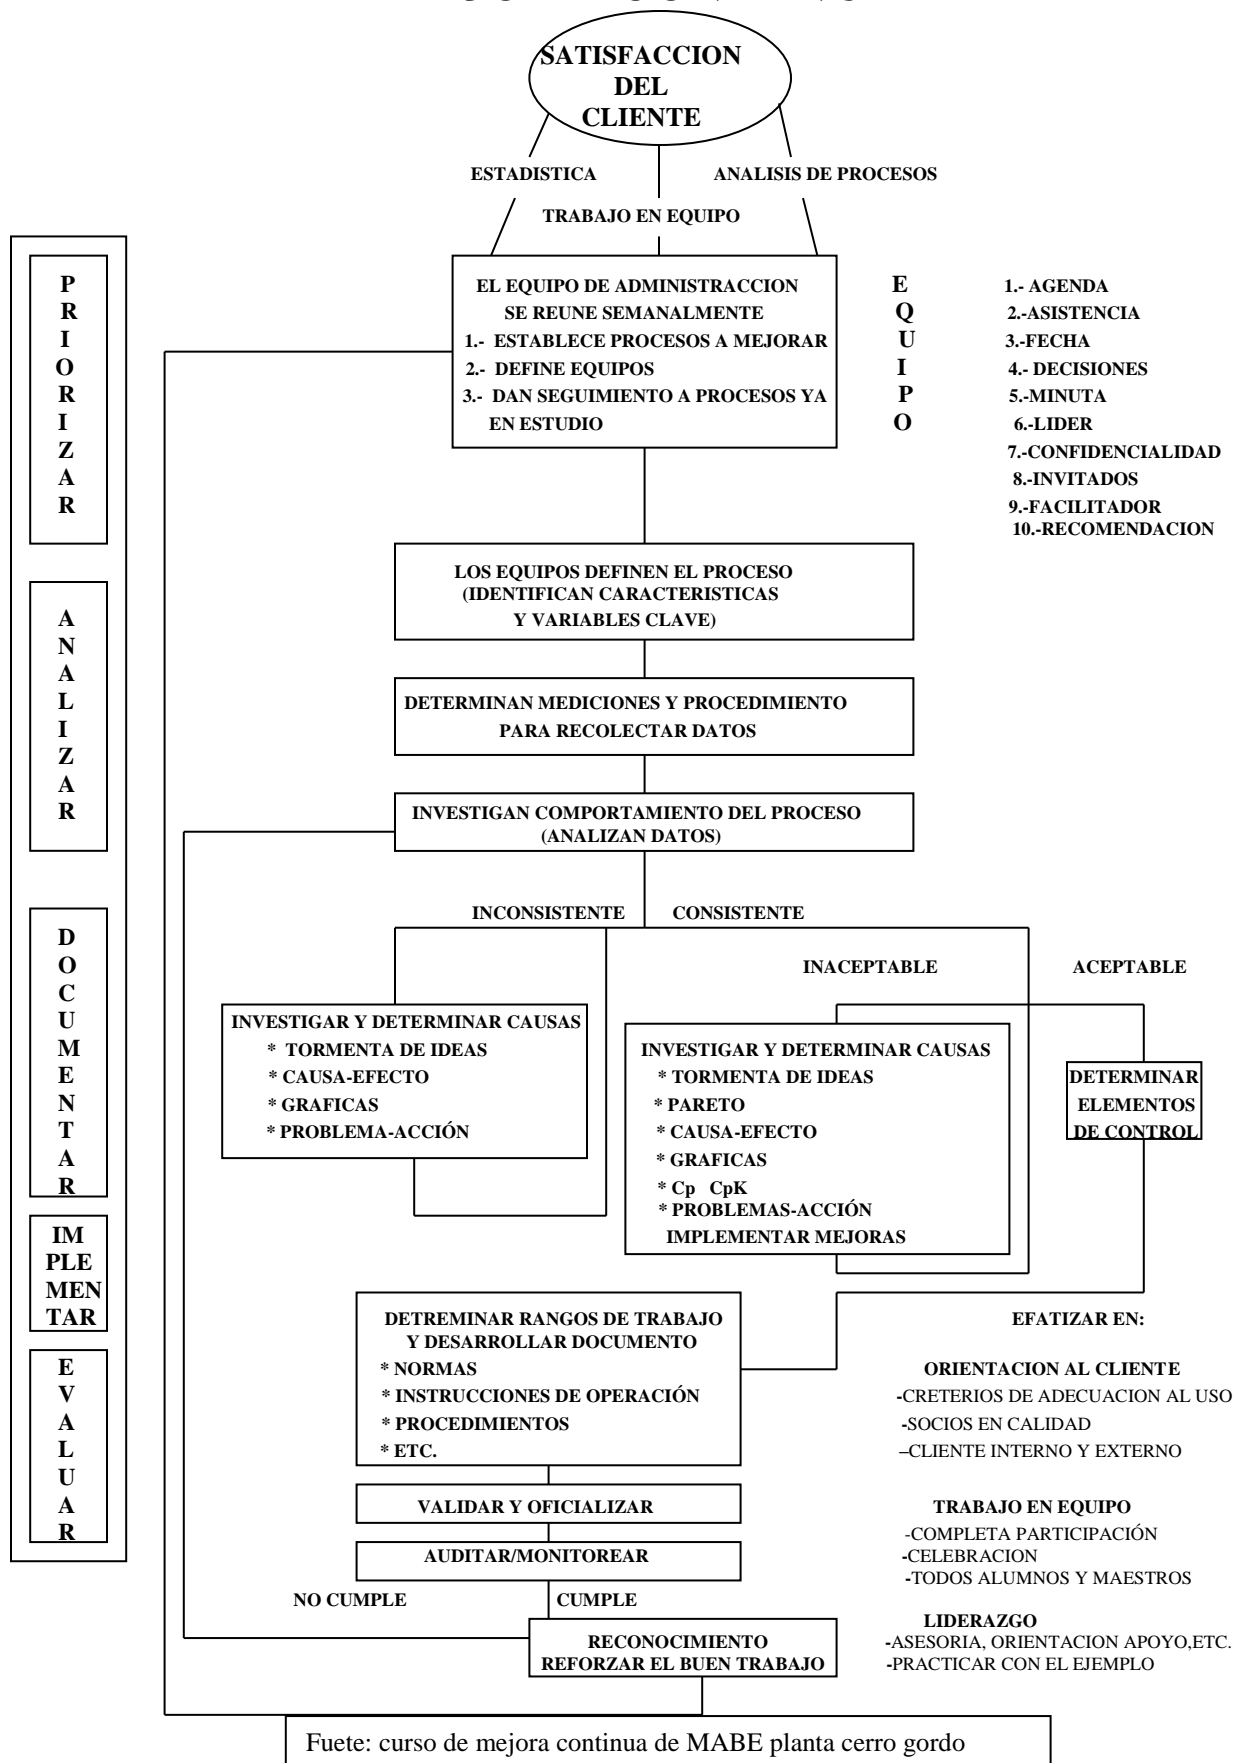 SATISFACCION
DEL
CLIENTE
ESTADISTICA
ANALISIS DE PROCESOS
TRABAJO EN EQUIPO
PRIORIZAR
EL EQUIPO DE ADMINISTRACCION
SE REUNE SEMANALMENTE
1.- ESTABLECE PROCESOS A MEJORAR
2.- DEFINE EQUIPOS
3.- DAN SEGUIMIENTO A PROCESOS YA
EN ESTUDIO
EQUIPO
1.- AGENDA
2.-ASISTENCIA
3.-FECHA
4.- DECISIONES
5.-MINUTA
6.-LIDER
7.-CONFIDENCIALIDAD
8.-INVITADOS
9.-FACILITADOR
10.-RECOMENDACION
ANALIZAR
LOS EQUIPOS DEFINEN EL PROCESO
(IDENTIFICAN CARACTERISTICAS
Y VARIABLES CLAVE)
DETERMINAN MEDICIONES Y PROCEDIMIENTO
PARA RECOLECTAR DATOS
INVESTIGAN COMPORTAMIENTO DEL PROCESO
(ANALIZAN DATOS)
DOCUMENTAR
INCONSISTENTE
CONSISTENTE
INACEPTABLE
ACEPTABLE
INVESTIGAR Y DETERMINAR CAUSAS
* TORMENTA DE IDEAS
* CAUSA-EFECTO
* GRAFICAS
* PROBLEMA-ACCIÓN
INVESTIGAR Y DETERMINAR CAUSAS
* TORMENTA DE IDEAS
* PARETO
* CAUSA-EFECTO
* GRAFICAS
* Cp CpK
* PROBLEMAS-ACCIÓN
IMPLEMENTAR MEJORAS
DETERMINAR
ELEMENTOS
DE CONTROL
IM
PLE
MEN
TAR
DETREMINAR RANGOS DE TRABAJO
Y DESARROLLAR DOCUMENTO
* NORMAS
* INSTRUCCIONES DE OPERACIÓN
* PROCEDIMIENTOS
* ETC.
EVALUAR
VALIDAR Y OFICIALIZAR
AUDITAR/MONITOREAR
NO CUMPLE
CUMPLE
RECONOCIMIENTO
REFORZAR EL BUEN TRABAJO
EFATIZAR EN:
ORIENTACION AL CLIENTE
-CRETERIOS DE ADECUACION AL USO
-SOCIOS EN CALIDAD
–CLIENTE INTERNO Y EXTERNO
TRABAJO EN EQUIPO
-COMPLETA PARTICIPACIÓN
-CELEBRACION
-TODOS ALUMNOS Y MAESTROS
LIDERAZGO
-ASESORIA, ORIENTACION APOYO,ETC.
-PRACTICAR CON EL EJEMPLO
Fuete: curso de mejora continua de MABE planta cerro gordo